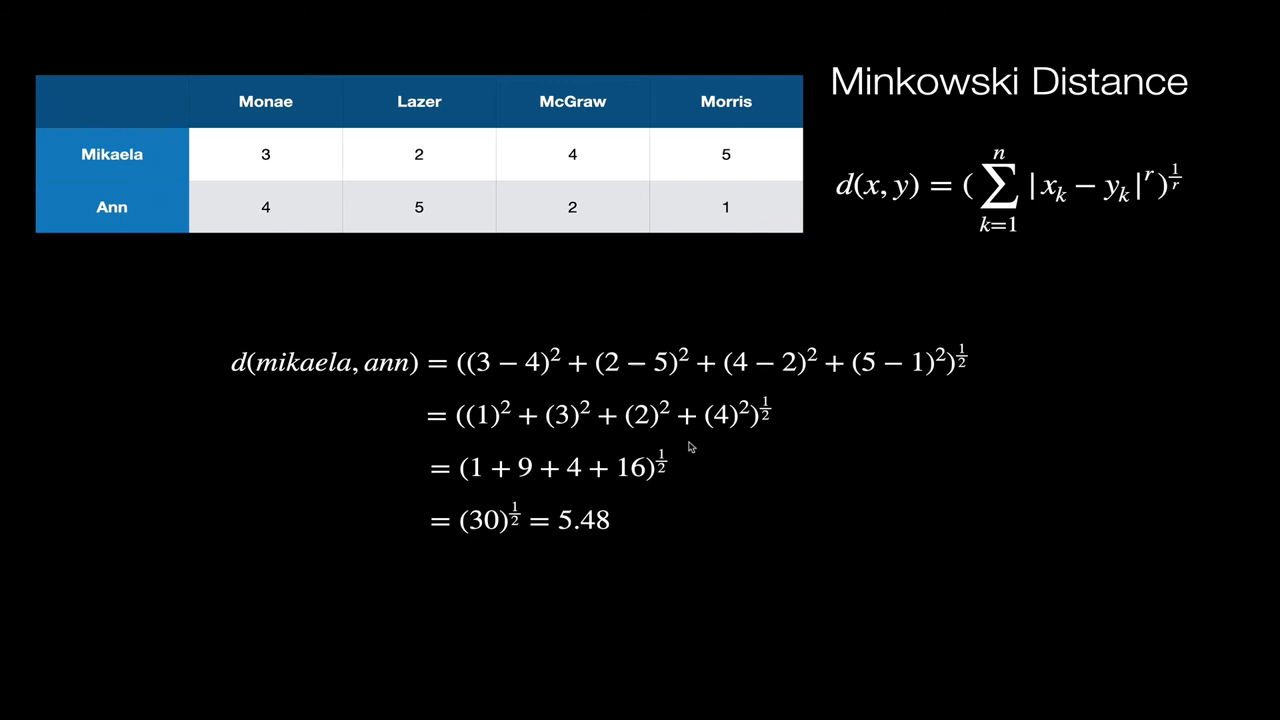 Minkowski Distance
Monae Lazer McGraw Morris
Mikaela 3 2 4 5
Ann 4 5 2 1
d(x, y) = (∑_{k=1}^{n} |x_k − y_k|^r)^{1/r}
d(mikaela, ann) = ((3 − 4)² + (2 − 5)² + (4 − 2)² + (5 − 1)²)^{1/2}
= ((1)² + (3)² + (2)² + (4)²)^{1/2}
= (1 + 9 + 4 + 16)^{1/2}
= (30)^{1/2} = 5.48